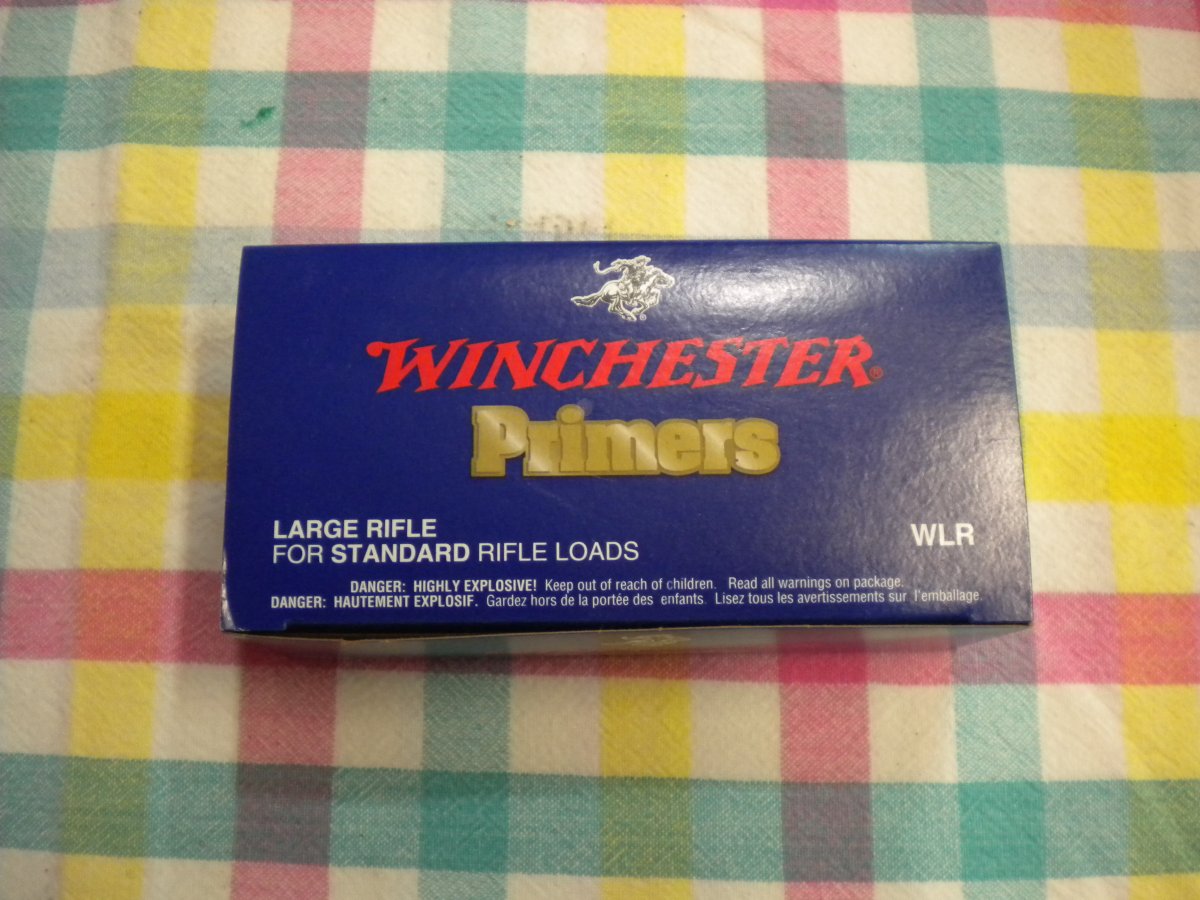 WINCHESTER®
Primers
LARGE RIFLE
FOR STANDARD RIFLE LOADS
WLR
DANGER: HIGHLY EXPLOSIVE! Keep out of reach of children. Read all warnings on package.
DANGER: HAUTEMENT EXPLOSIF. Gardez hors de la portée des enfants. Lisez tous les avertissements sur l'emballage.